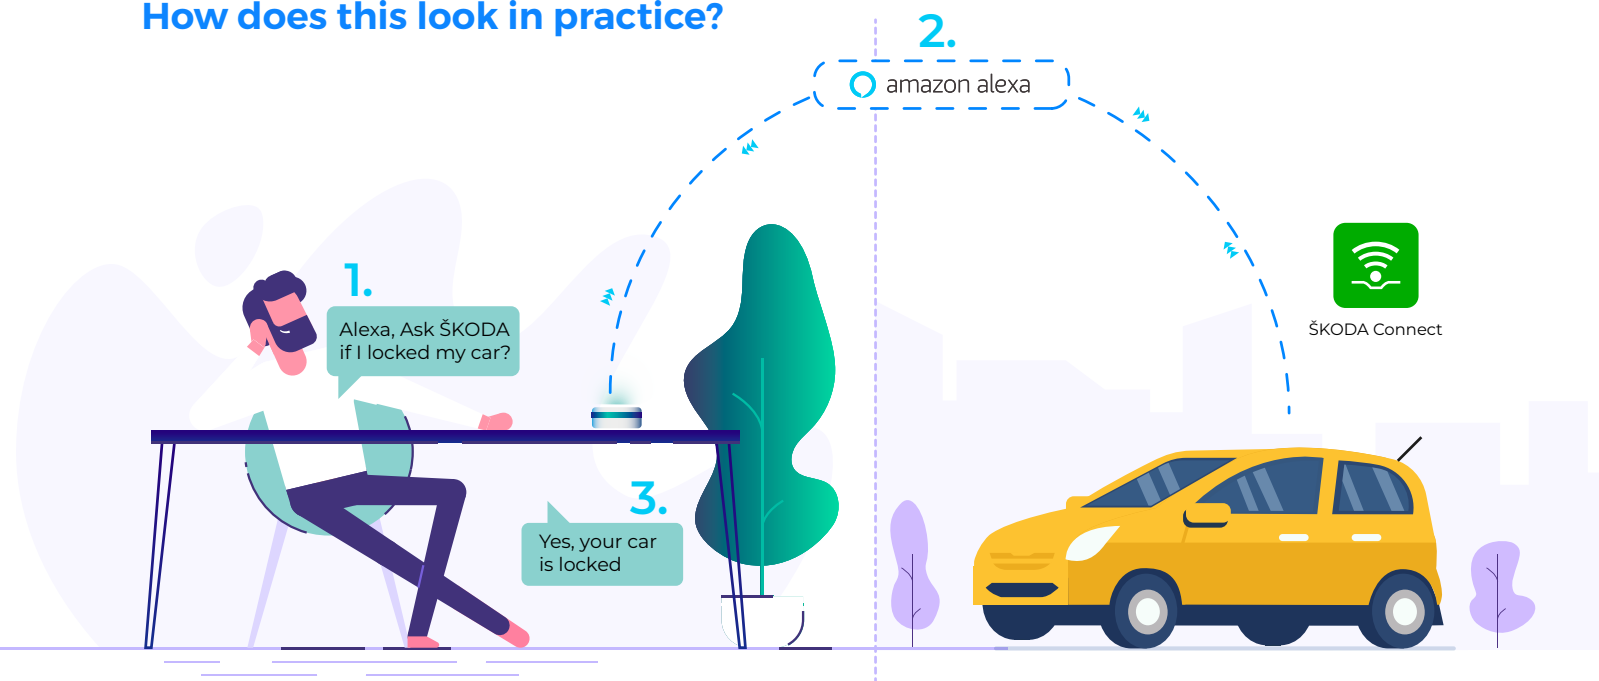 How does this look in practice?
2.
amazon alexa
1.
Alexa, Ask ŠKODA
if I locked my car?
ŠKODA Connect
3.
Yes, your car
is locked